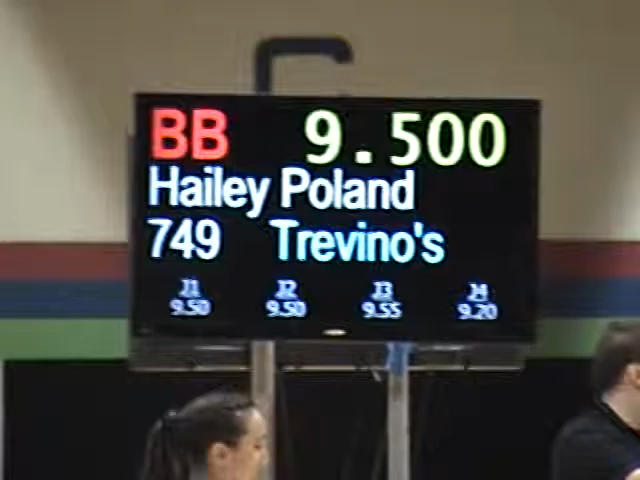 BB 9.500
Hailey Poland
749 Trevino's
J1 J2 J3 J4
9.50 9.50 9.55 9.20